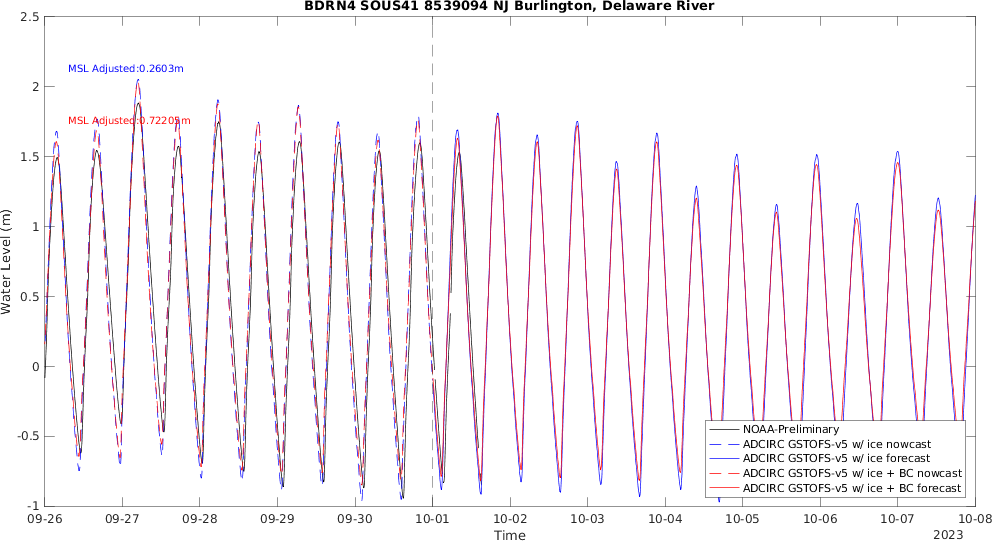 BDRN4 SOUS41 8539094 NJ Burlington, Delaware River
2.5
2
1.5
1
0.5
0
-0.5
-1
Water Level (m)
MSL Adjusted:0.2603m
MSL Adjusted:0.72205m
NOAA-Preliminary
ADCIRC GSTOFS-v5 w/ ice nowcast
ADCIRC GSTOFS-v5 w/ ice forecast
ADCIRC GSTOFS-v5 w/ ice + BC nowcast
ADCIRC GSTOFS-v5 w/ ice + BC forecast
09-26 09-27 09-28 09-29 09-30 10-01 10-02 10-03 10-04 10-05 10-06 10-07 10-08
Time
2023